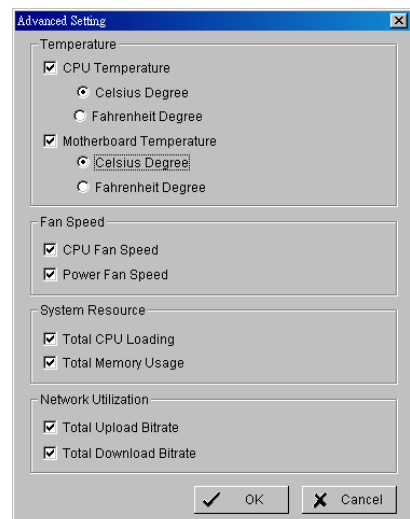 Advanced Setting
Temperature
CPU Temperature
Celsius Degree
Fahrenheit Degree
Motherboard Temperature
Celsius Degree
Fahrenheit Degree
Fan Speed
CPU Fan Speed
Power Fan Speed
System Resource
Total CPU Loading
Total Memory Usage
Network Utilization
Total Upload Bitrate
Total Download Bitrate
OK Cancel